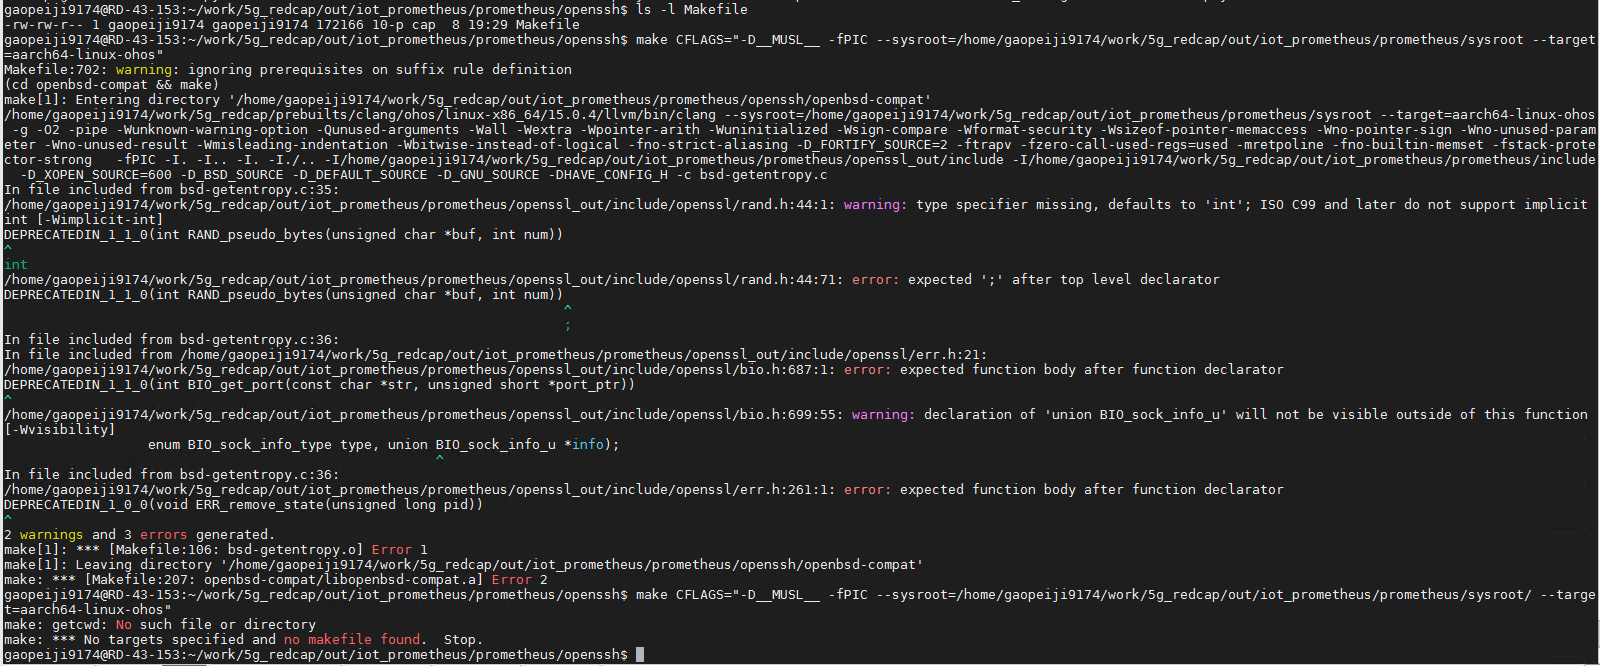 gaopeiji9174@RD-43-153:~/work/5g_redcap/out/iot_prometheus/prometheus/openssh$ ls -l Makefile
-rw-rw-r-- 1 gaopeiji9174 gaopeiji9174 172166 10-р сар  8 19:29 Makefile
gaopeiji9174@RD-43-153:~/work/5g_redcap/out/iot_prometheus/prometheus/openssh$ make CFLAGS="-D__MUSL__ -fPIC --sysroot=/home/gaopeiji9174/work/5g_redcap/out/iot_prometheus/prometheus/sysroot --target
=aarch64-linux-ohos"
Makefile:702: warning: ignoring prerequisites on suffix rule definition
(cd openbsd-compat && make)
make[1]: Entering directory '/home/gaopeiji9174/work/5g_redcap/out/iot_prometheus/prometheus/openssh/openbsd-compat'
/home/gaopeiji9174/work/5g_redcap/prebuilts/clang/ohos/linux-x86_64/15.0.4/llvm/bin/clang --sysroot=/home/gaopeiji9174/work/5g_redcap/out/iot_prometheus/prometheus/sysroot --target=aarch64-linux-ohos
 -g -O2 -pipe -Wunknown-warning-option -Qunused-arguments -Wall -Wextra -Wpointer-arith -Wuninitialized -Wsign-compare -Wformat-security -Wsizeof-pointer-memaccess -Wno-pointer-sign -Wno-unused-param
eter -Wno-unused-result -Wmisleading-indentation -Wbitwise-instead-of-logical -fno-strict-aliasing -D_FORTIFY_SOURCE=2 -ftrapv -fzero-call-used-regs=used -mretpoline -fno-builtin-memset -fstack-prote
ctor-strong   -fPIC -I. -I.. -I. -I./.. -I/home/gaopeiji9174/work/5g_redcap/out/iot_prometheus/prometheus/openssl_out/include -I/home/gaopeiji9174/work/5g_redcap/out/iot_prometheus/prometheus/include
  -D_XOPEN_SOURCE=600 -D_BSD_SOURCE -D_DEFAULT_SOURCE -D_GNU_SOURCE -DHAVE_CONFIG_H -c bsd-getentropy.c
In file included from bsd-getentropy.c:35:
/home/gaopeiji9174/work/5g_redcap/out/iot_prometheus/prometheus/openssl_out/include/openssl/rand.h:44:1: warning: type specifier missing, defaults to 'int'; ISO C99 and later do not support implicit
int [-Wimplicit-int]
DEPRECATEDIN_1_1_0(int RAND_pseudo_bytes(unsigned char *buf, int num))
^
int
/home/gaopeiji9174/work/5g_redcap/out/iot_prometheus/prometheus/openssl_out/include/openssl/rand.h:44:71: error: expected ';' after top level declarator
DEPRECATEDIN_1_1_0(int RAND_pseudo_bytes(unsigned char *buf, int num))
^
;
In file included from bsd-getentropy.c:36:
In file included from /home/gaopeiji9174/work/5g_redcap/out/iot_prometheus/prometheus/openssl_out/include/openssl/err.h:21:
/home/gaopeiji9174/work/5g_redcap/out/iot_prometheus/prometheus/openssl_out/include/openssl/bio.h:687:1: error: expected function body after function declarator
DEPRECATEDIN_1_1_0(int BIO_get_port(const char *str, unsigned short *port_ptr))
^
/home/gaopeiji9174/work/5g_redcap/out/iot_prometheus/prometheus/openssl_out/include/openssl/bio.h:699:55: warning: declaration of 'union BIO_sock_info_u' will not be visible outside of this function
[-Wvisibility]
                  enum BIO_sock_info_type type, union BIO_sock_info_u *info);
^
In file included from bsd-getentropy.c:36:
/home/gaopeiji9174/work/5g_redcap/out/iot_prometheus/prometheus/openssl_out/include/openssl/err.h:261:1: error: expected function body after function declarator
DEPRECATEDIN_1_0_0(void ERR_remove_state(unsigned long pid))
^
2 warnings and 3 errors generated.
make[1]: *** [Makefile:106: bsd-getentropy.o] Error 1
make[1]: Leaving directory '/home/gaopeiji9174/work/5g_redcap/out/iot_prometheus/prometheus/openssh/openbsd-compat'
make: *** [Makefile:207: openbsd-compat/libopenbsd-compat.a] Error 2
gaopeiji9174@RD-43-153:~/work/5g_redcap/out/iot_prometheus/prometheus/openssh$ make CFLAGS="-D__MUSL__ -fPIC --sysroot=/home/gaopeiji9174/work/5g_redcap/out/iot_prometheus/prometheus/sysroot/ --targe
t=aarch64-linux-ohos"
make: getcwd: No such file or directory
make: *** No targets specified and no makefile found.  Stop.
gaopeiji9174@RD-43-153:~/work/5g_redcap/out/iot_prometheus/prometheus/openssh$